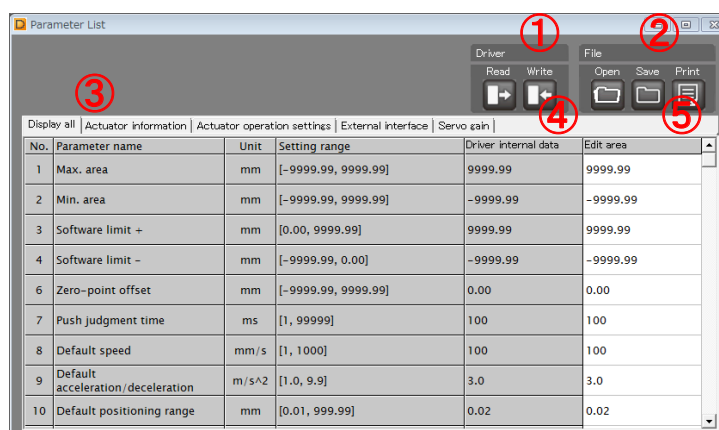 Parameter List
① ②
Driver File
Read Write Open Save Print
③ ④ ⑤
Display all Actuator information Actuator operation settings External interface Servo gain
No. Parameter name Unit Setting range Driver internal data Edit area
1 Max. area mm [-9999.99, 9999.99] 9999.99 9999.99
2 Min. area mm [-9999.99, 9999.99] -9999.99 -9999.99
3 Software limit + mm [0.00, 9999.99] 9999.99 9999.99
4 Software limit - mm [-9999.99, 0.00] -9999.99 -9999.99
6 Zero-point offset mm [-9999.99, 9999.99] 0.00 0.00
7 Push judgment time ms [1, 99999] 100 100
8 Default speed mm/s [1, 1000] 100 100
9 Default acceleration/deceleration m/s^2 [1.0, 9.9] 3.0 3.0
10 Default positioning range mm [0.01, 999.99] 0.02 0.02